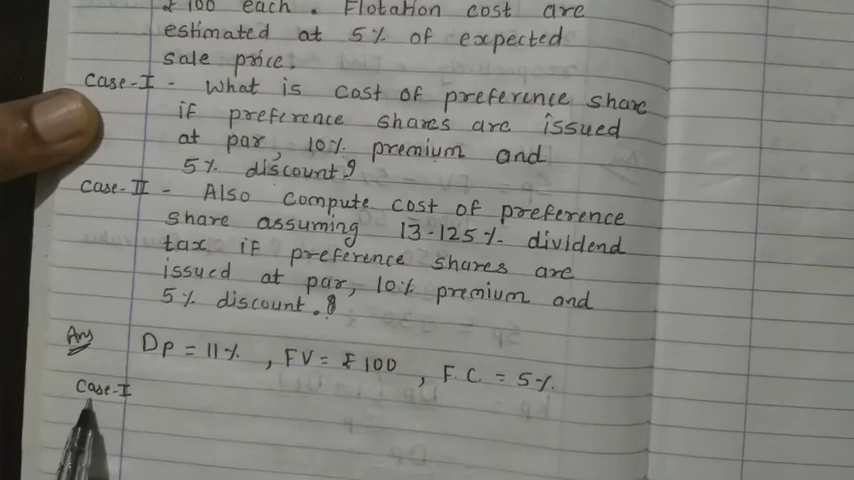 ₹100 each. Flotation cost are
estimated at 5% of expected
sale price.
Case-I - What is cost of preference share
if preference shares are issued
at par, 10% premium and
5% discount?
Case-II - Also compute cost of preference
share assuming 13.125% dividend
tax if preference shares are
issued at par, 10% premium and
5% discount.?
Ans Dp = 11%, FV = ₹100, F.C = 5%.
Case-I